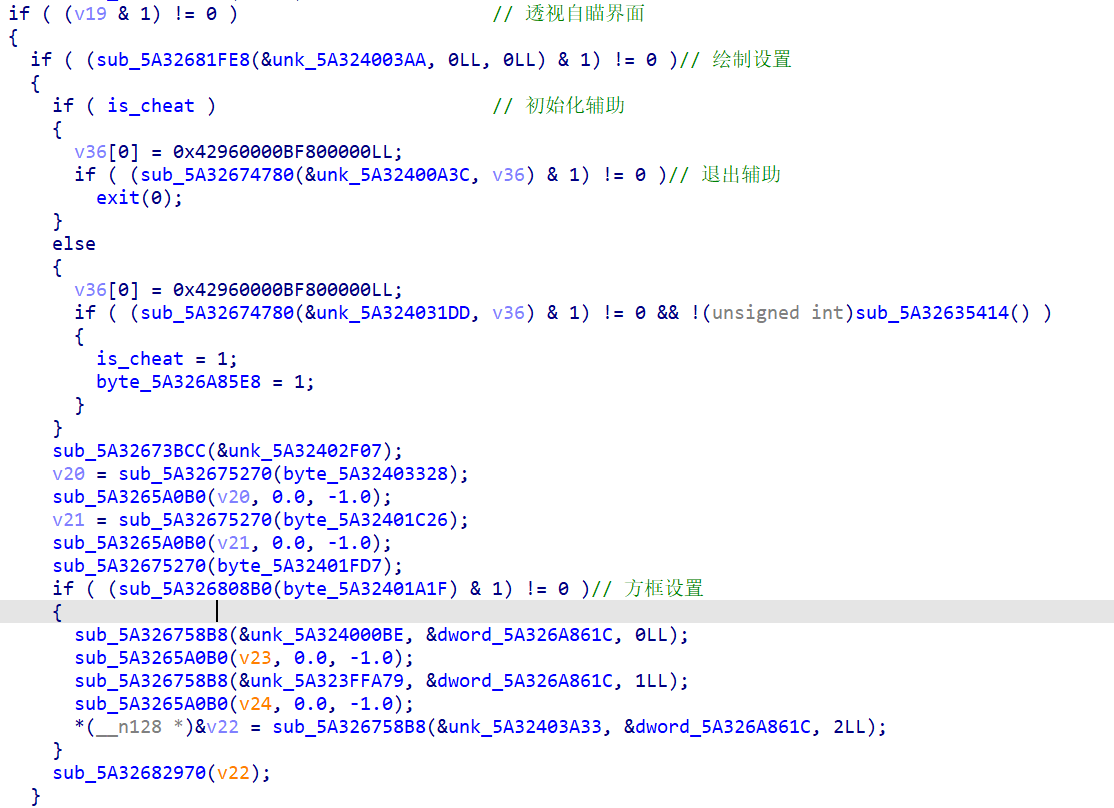 if ( (v19 & 1) != 0 ) // 透视自瞄界面
{
if ( (sub_5A32681FE8(&unk_5A324003AA, 0LL, 0LL) & 1) != 0 )// 绘制设置
{
if ( is_cheat ) // 初始化辅助
{
v36[0] = 0x42960000BF800000LL;
if ( (sub_5A32674780(&unk_5A32400A3C, v36) & 1) != 0 )// 退出辅助
exit(0);
}
else
{
v36[0] = 0x42960000BF800000LL;
if ( (sub_5A32674780(&unk_5A324031DD, v36) & 1) != 0 && !(unsigned int)sub_5A32635414() )
{
is_cheat = 1;
byte_5A326A85E8 = 1;
}
}
sub_5A32673BCC(&unk_5A32402F07);
v20 = sub_5A32675270(byte_5A32403328);
sub_5A3265A0B0(v20, 0.0, -1.0);
v21 = sub_5A32675270(byte_5A32401C26);
sub_5A3265A0B0(v21, 0.0, -1.0);
sub_5A32675270(byte_5A32401FD7);
if ( (sub_5A326808B0(byte_5A32401A1F) & 1) != 0 )// 方框设置
{
sub_5A326758B8(&unk_5A324000BE, &dword_5A326A861C, 0LL);
sub_5A3265A0B0(v23, 0.0, -1.0);
sub_5A326758B8(&unk_5A323FFA79, &dword_5A326A861C, 1LL);
sub_5A3265A0B0(v24, 0.0, -1.0);
*(__n128 *)&v22 = sub_5A326758B8(&unk_5A32403A33, &dword_5A326A861C, 2LL);
}
sub_5A32682970(v22);
}